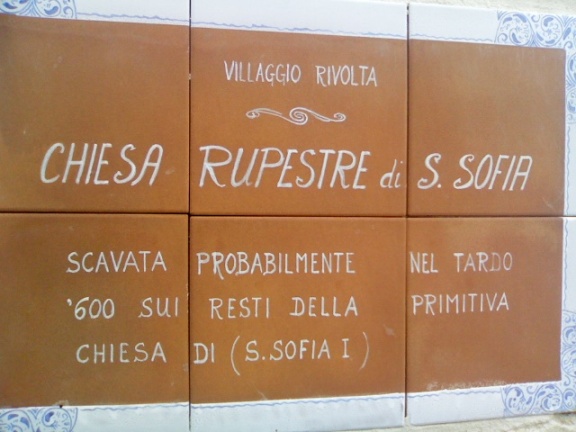 VILLAGGIO RIVOLTA
CHIESA RUPESTRE di S. SOFIA
SCAVATA PROBABILMENTE NEL TARDO
'600 SUI RESTI DELLA PRIMITIVA
CHIESA DI (S. SOFIA I)